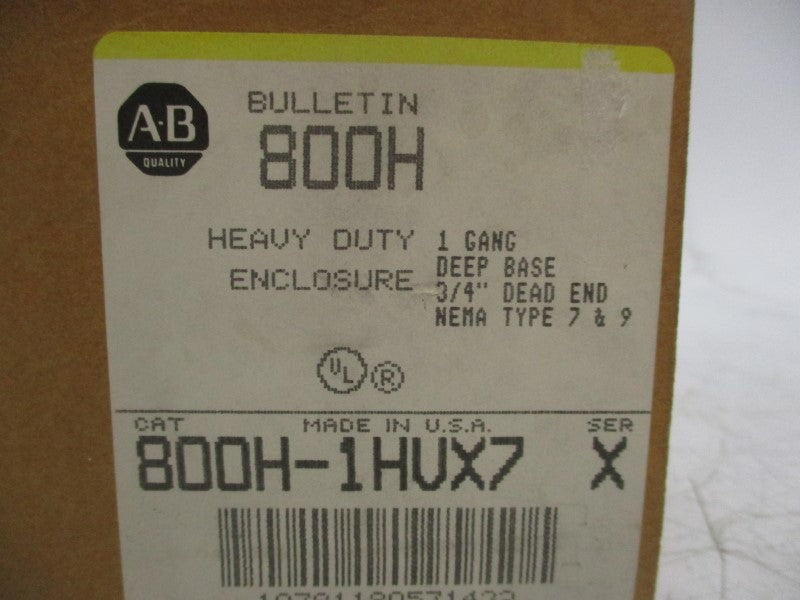 A·B
QUALITY
BULLETIN
800H
HEAVY DUTY
ENCLOSURE
1 GANG
DEEP BASE
3/4" DEAD END
NEMA TYPE 7 & 9
UL ®
CAT MADE IN U.S.A. SER
800H-1HVX7 X